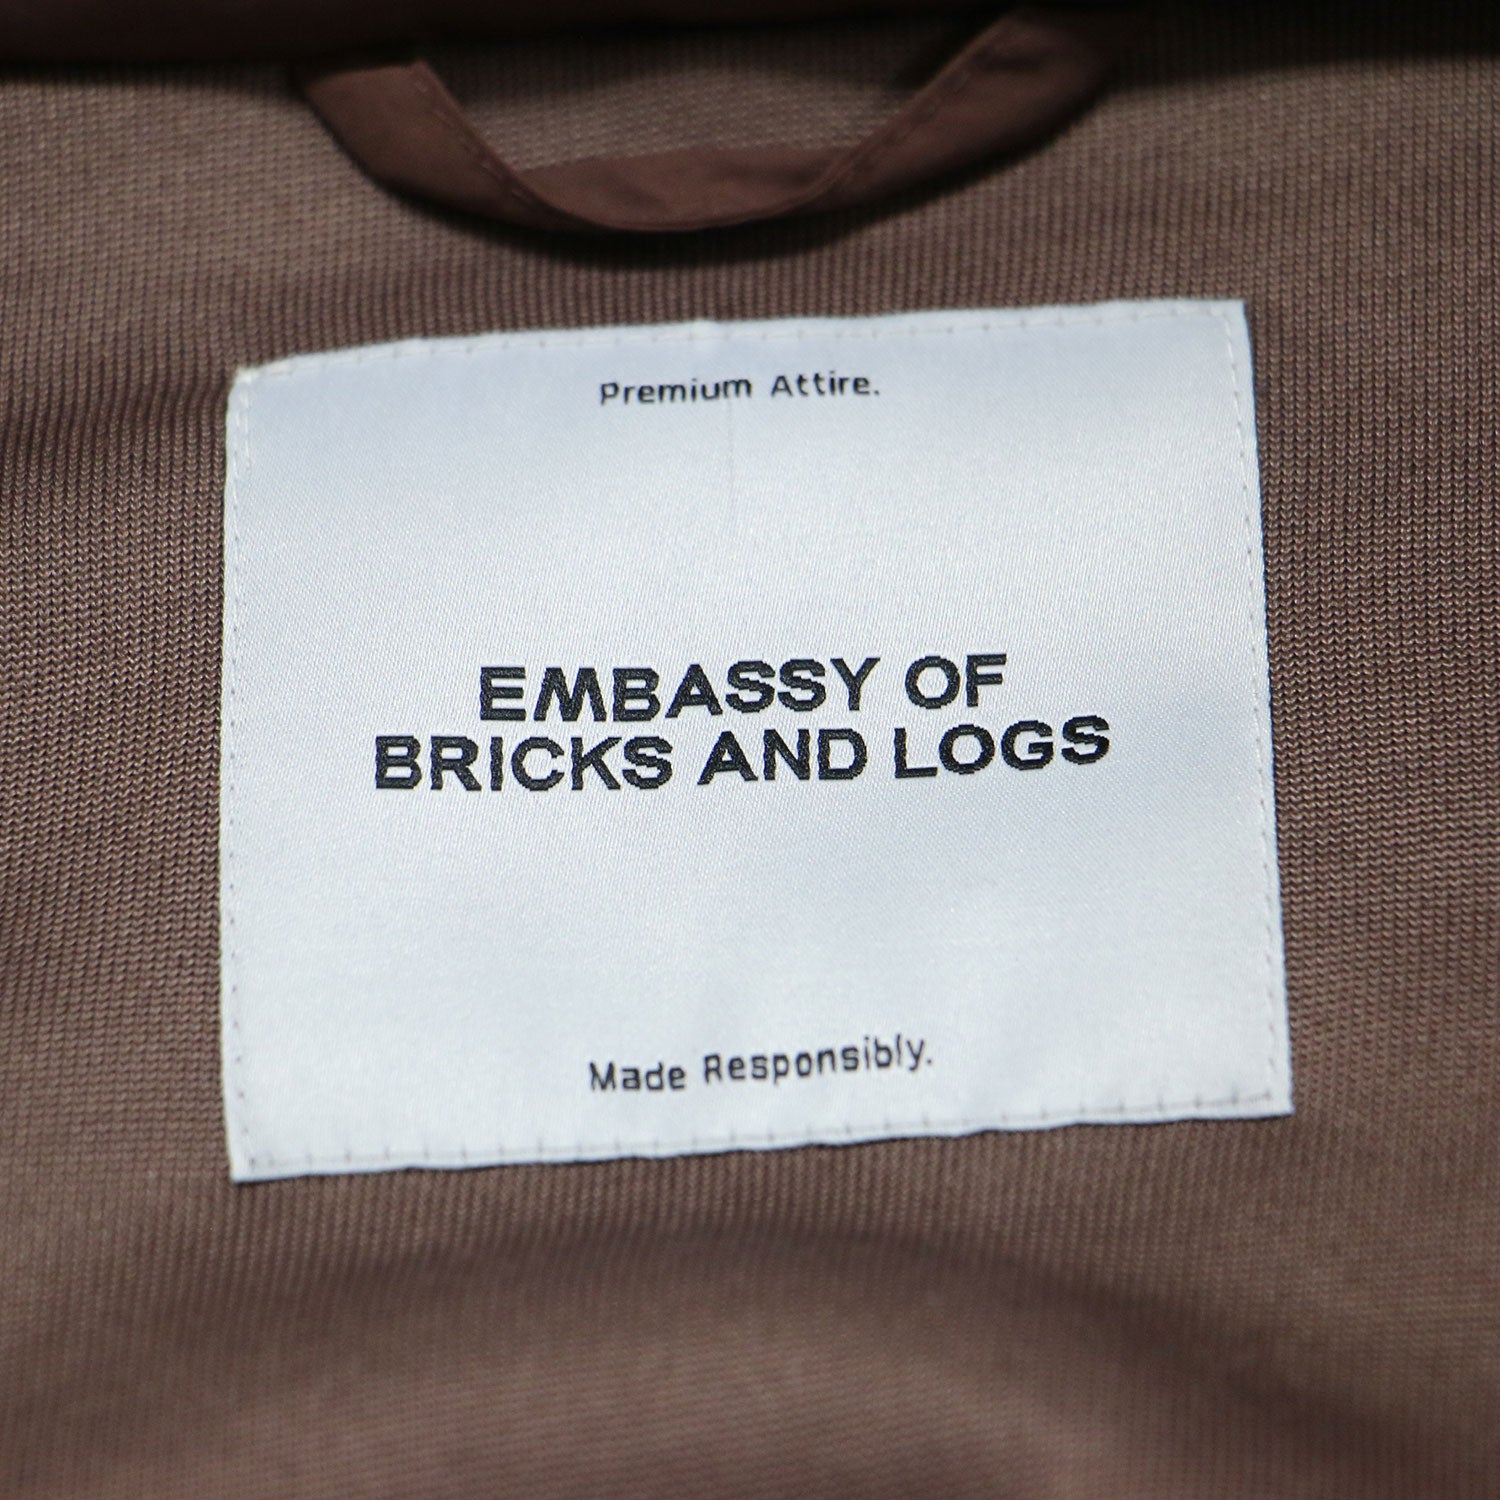 Premium Attire.
EMBASSY OF
BRICKS AND LOGS
Made Responsibly.